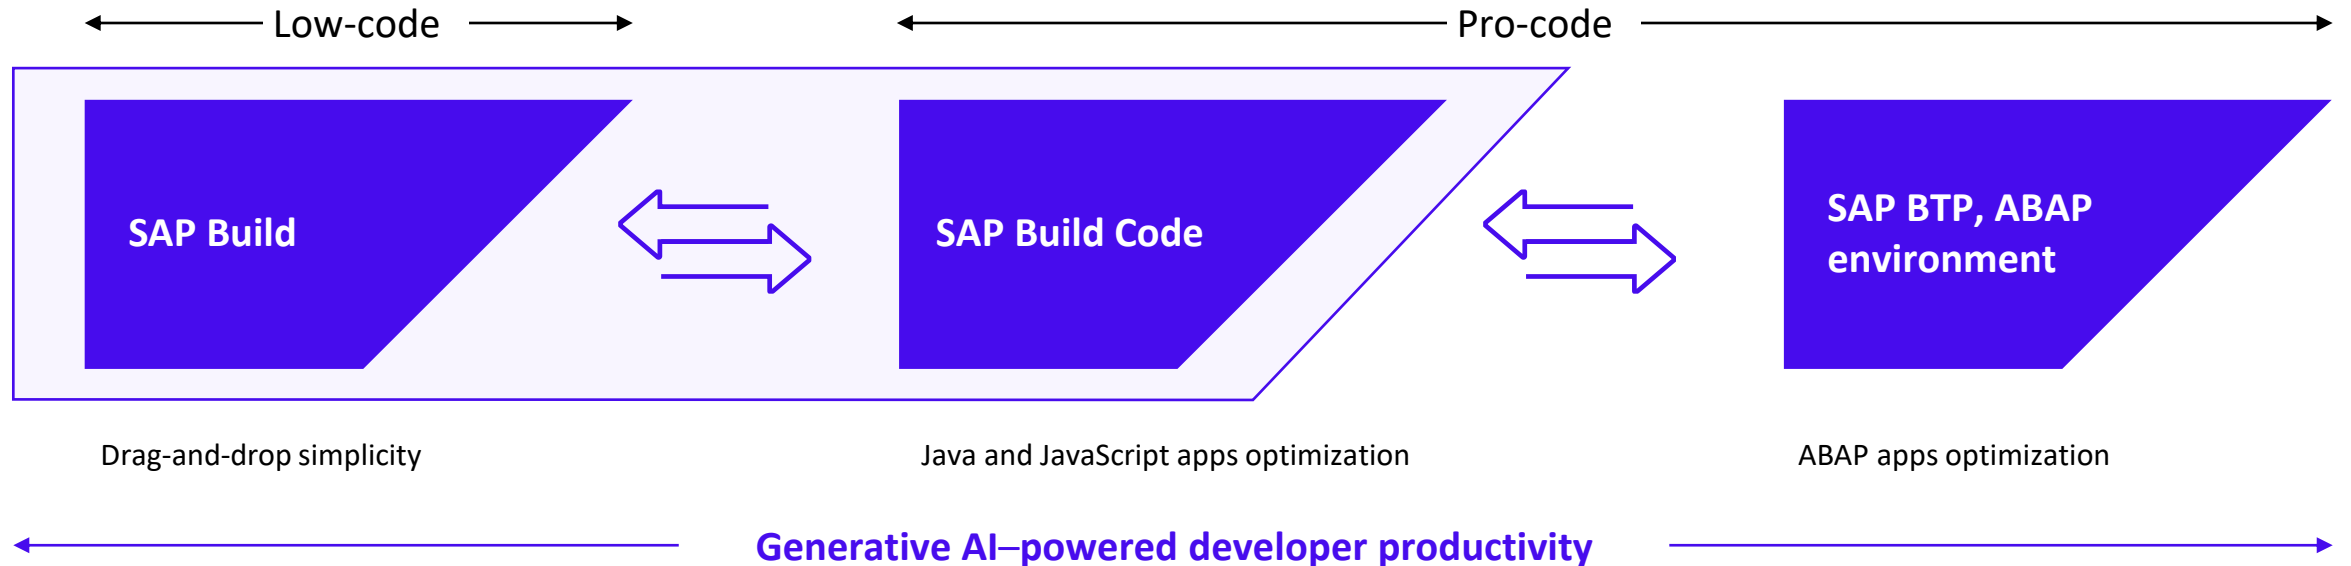 Low-code
Pro-code
SAP Build
SAP Build Code
SAP BTP, ABAP
environment
Drag-and-drop simplicity
Java and JavaScript apps optimization
ABAP apps optimization
Generative AI–powered developer productivity